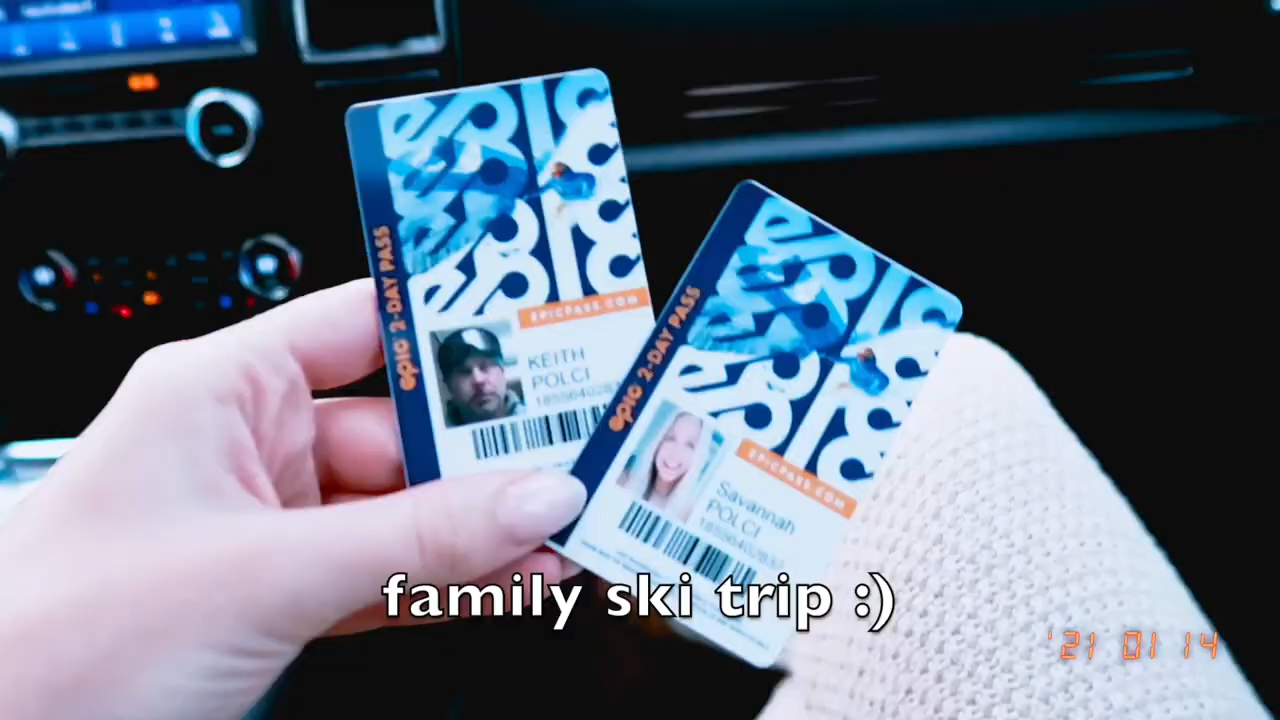 epic
epic
epic 2-DAY PASS
EPICPASS.COM
KEITH
POLCI
epic
epic
epic 2-DAY PASS
EPICPASS.COM
Savannah
POLCI
family ski trip :)
'21 01 14